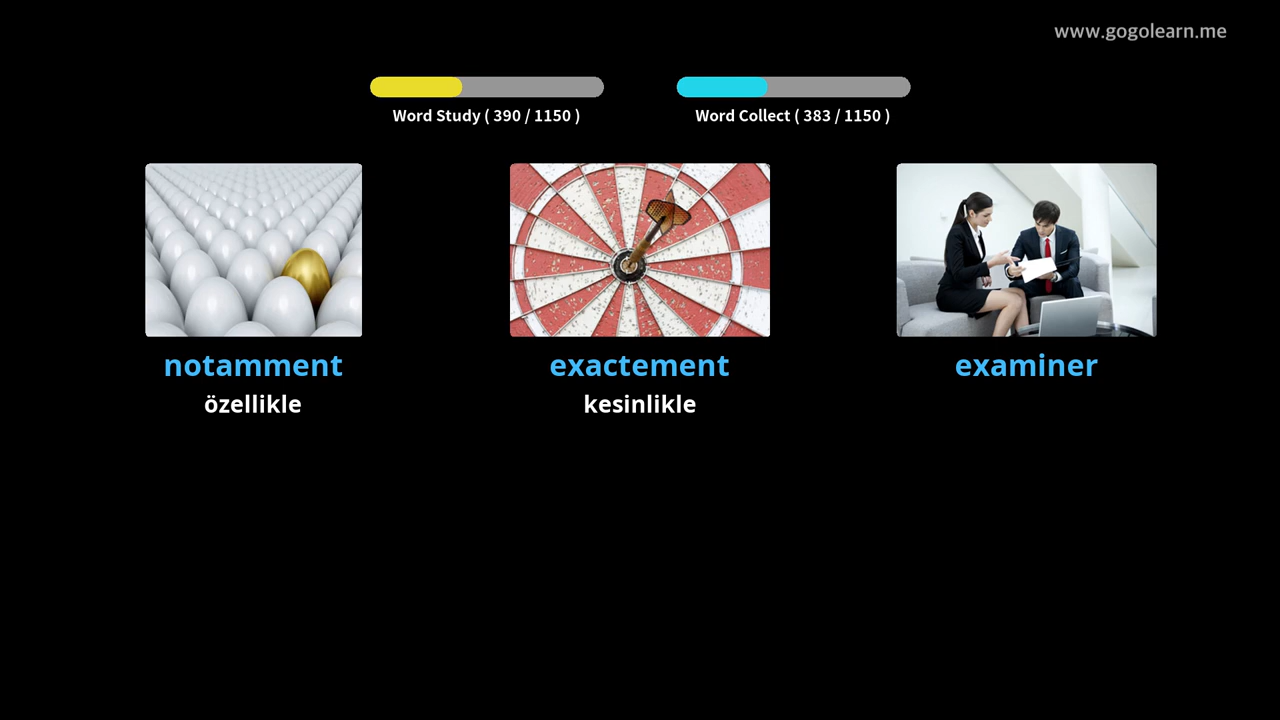 www.gogolearn.me
Word Study ( 390 / 1150 )
Word Collect ( 383 / 1150 )
notamment
exactement
examiner
özellikle
kesinlikle